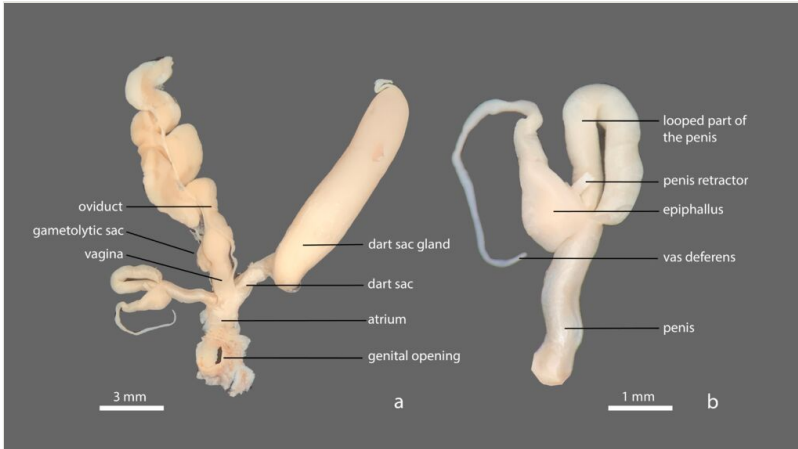 oviduct
gametolytic sac
vagina
dart sac gland
dart sac
atrium
genital opening
3 mm
a
looped part of
the penis
penis retractor
epiphallus
vas deferens
penis
1 mm
b